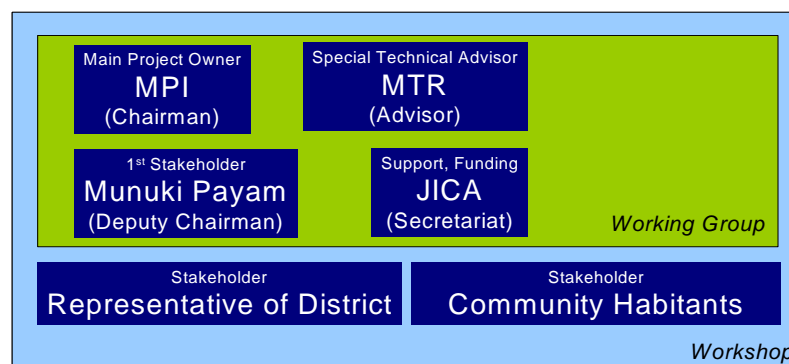 Main Project Owner
MPI
(Chairman)
Special Technical Advisor
MTR
(Advisor)
1st Stakeholder
Munuki Payam
(Deputy Chairman)
Support, Funding
JICA
(Secretariat)
Working Group
Stakeholder
Representative of District
Stakeholder
Community Habitants
Workshop